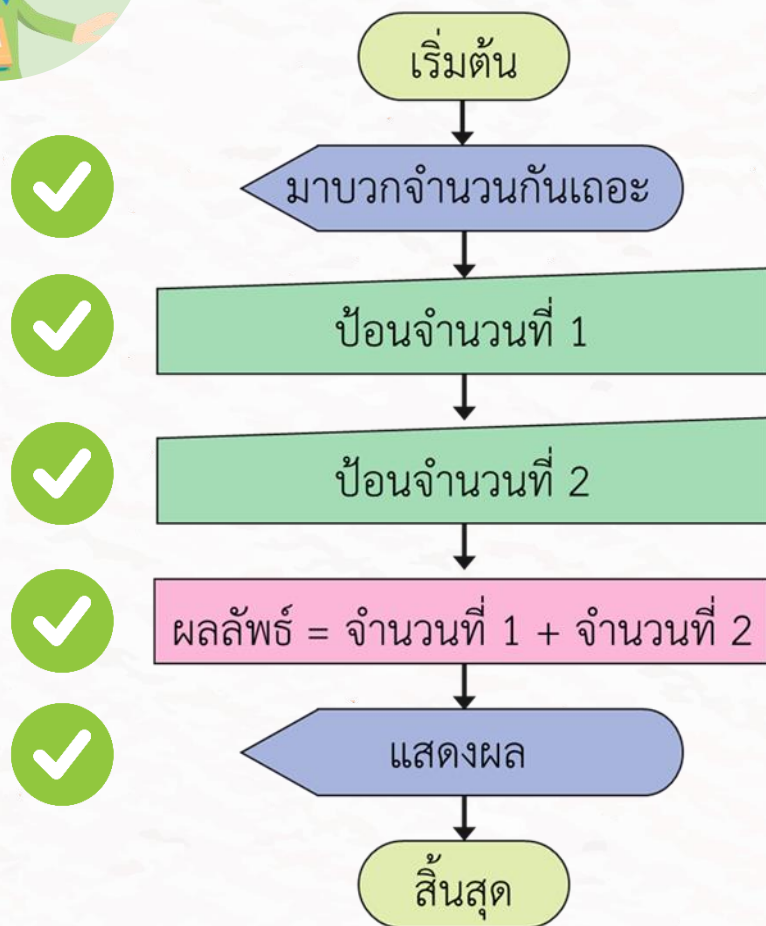 เริ่มต้น
มาบวกจำนวนกันเถอะ
ป้อนจำนวนที่ 1
ป้อนจำนวนที่ 2
ผลลัพธ์ = จำนวนที่ 1 + จำนวนที่ 2
แสดงผล
สิ้นสุด